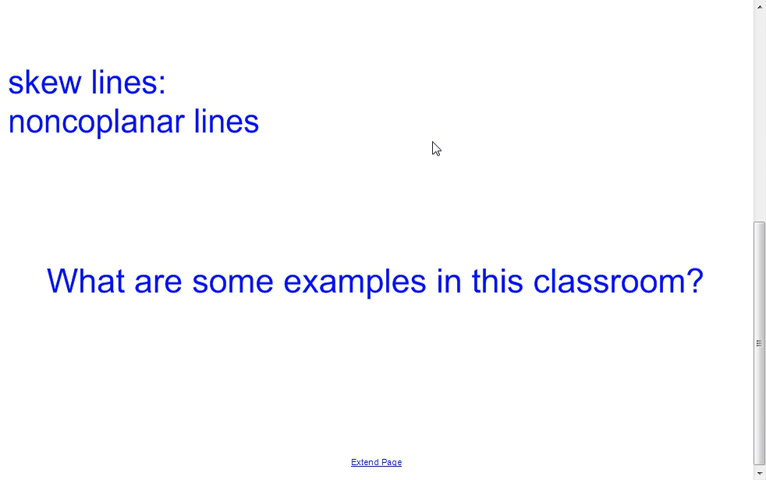 skew lines:
noncoplanar lines
What are some examples in this classroom?
Extend Page